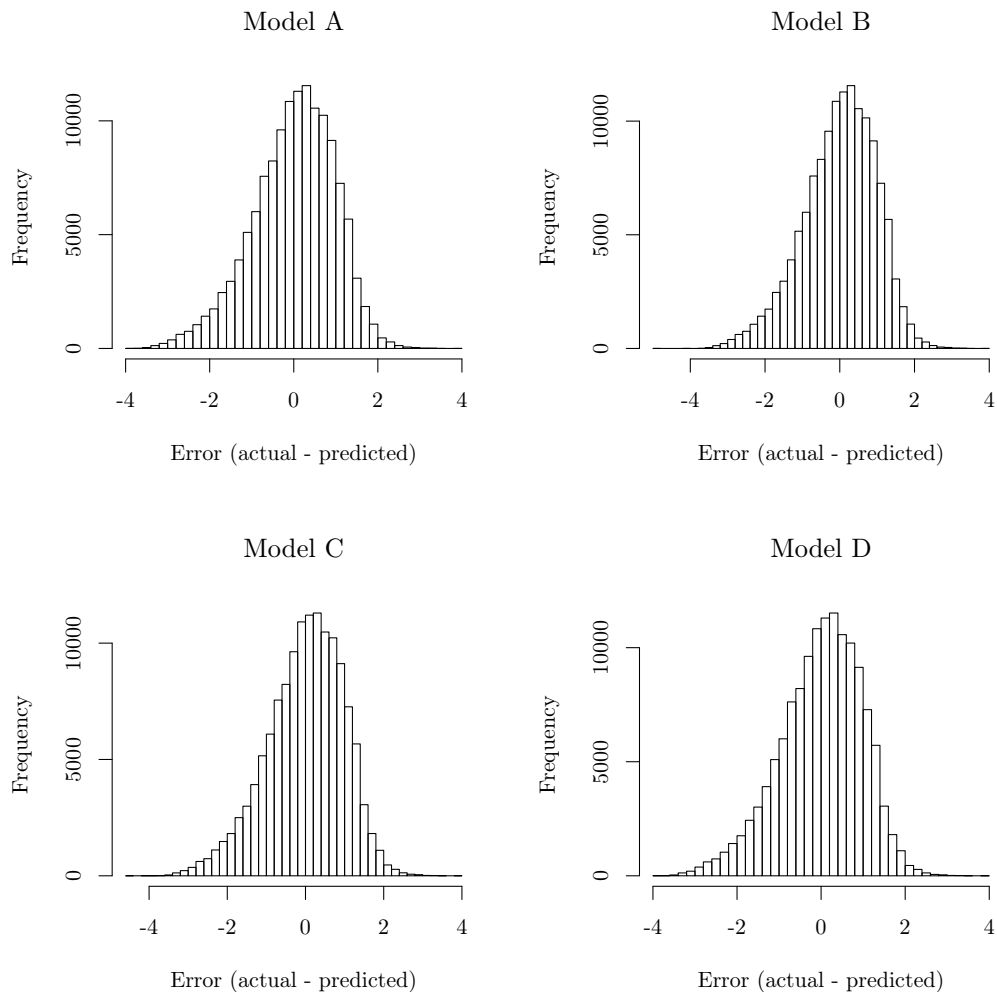 Model A
Frequency
0 5000 10000
-4 -2 0 2 4
Error (actual - predicted)
Model B
Frequency
0 5000 10000
-4 -2 0 2 4
Error (actual - predicted)
Model C
Frequency
0 5000 10000
-4 -2 0 2 4
Error (actual - predicted)
Model D
Frequency
0 5000 10000
-4 -2 0 2 4
Error (actual - predicted)